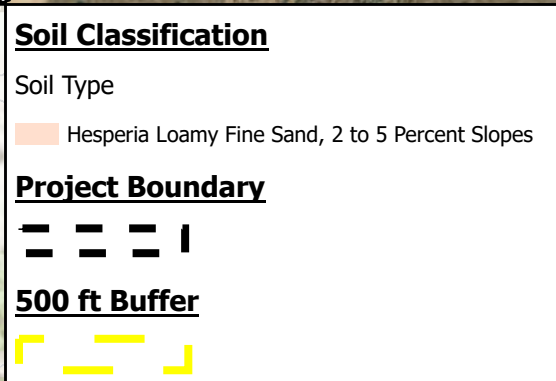 Soil Classification
Soil Type
Hesperia Loamy Fine Sand, 2 to 5 Percent Slopes
Project Boundary
500 ft Buffer